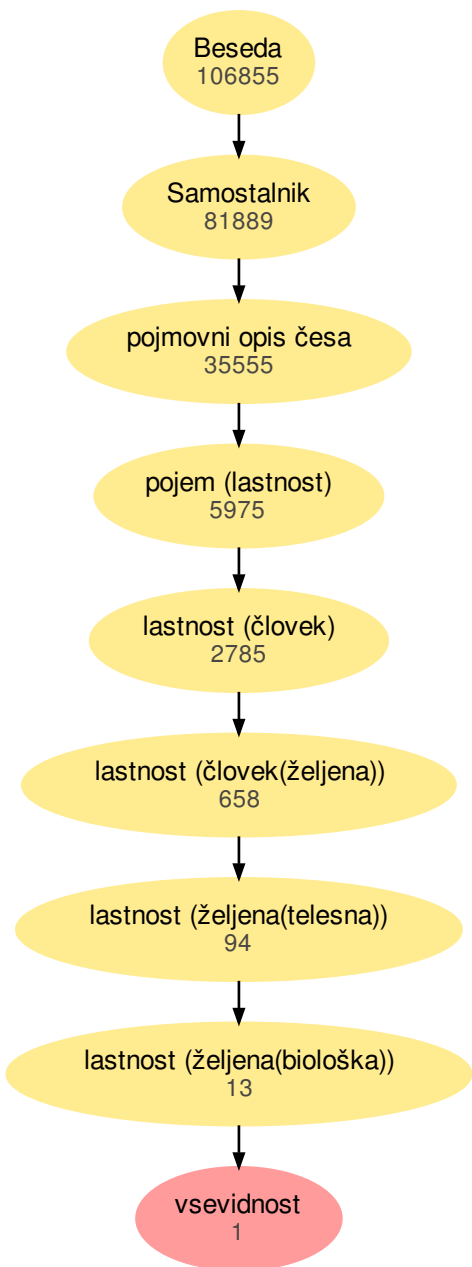 Beseda
106855
Samostalnik
81889
pojmovni opis česa
35555
pojem (lastnost)
5975
lastnost (človek)
2785
lastnost (človek(željena))
658
lastnost (željena(telesna))
94
lastnost (željena(biološka))
13
vsevidnost
1